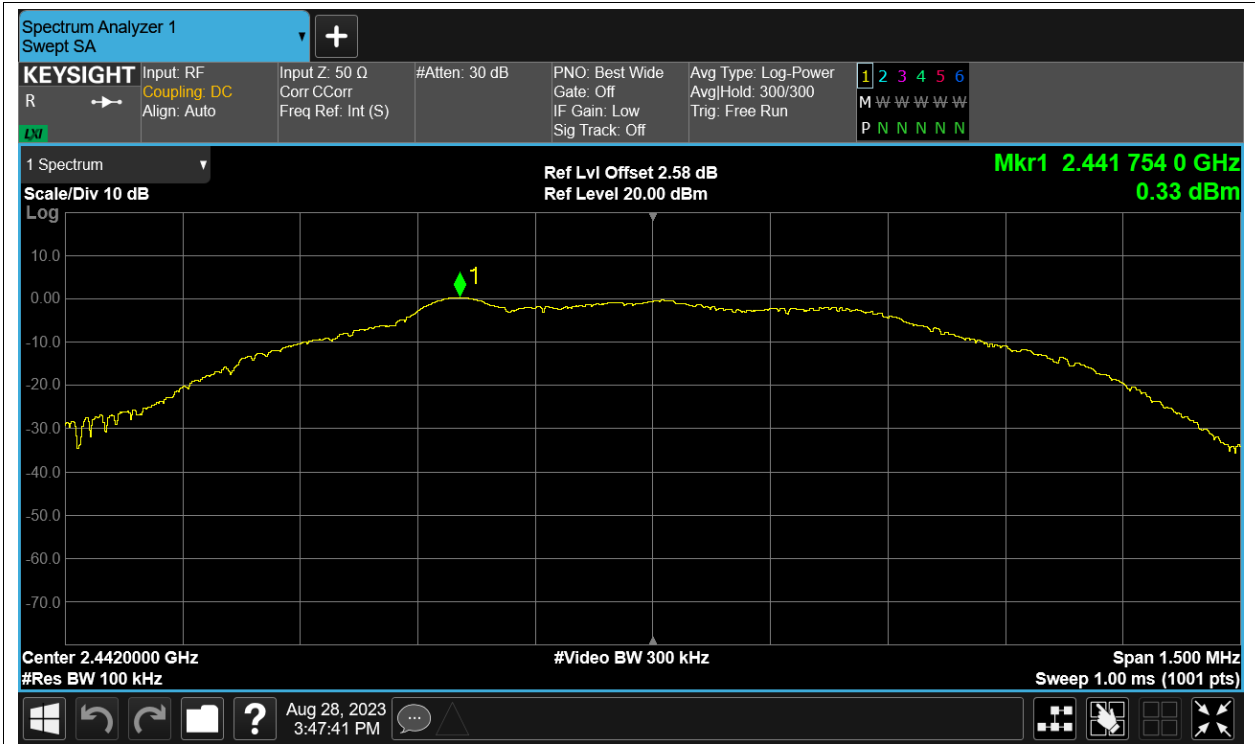 Spectrum Analyzer 1
Swept SA
KEYSIGHT
R
LXI
Input: RF
Coupling: DC
Align: Auto
Input Z: 50 Ω
Corr CCorr
Freq Ref: Int (S)
#Atten: 30 dB
PNO: Best Wide
Gate: Off
IF Gain: Low
Sig Track: Off
Avg Type: Log-Power
Avg|Hold: 300/300
Trig: Free Run
1 2 3 4 5 6
M W W W W W
P N N N N N
1 Spectrum
Scale/Div 10 dB
Log
Ref Lvl Offset 2.58 dB
Ref Level 20.00 dBm
Mkr1 2.441 754 0 GHz
0.33 dBm
1
10.0
0.00
-10.0
-20.0
-30.0
-40.0
-50.0
-60.0
-70.0
Center 2.4420000 GHz
#Res BW 100 kHz
#Video BW 300 kHz
Span 1.500 MHz
Sweep 1.00 ms (1001 pts)
?
Aug 28, 2023
3:47:41 PM